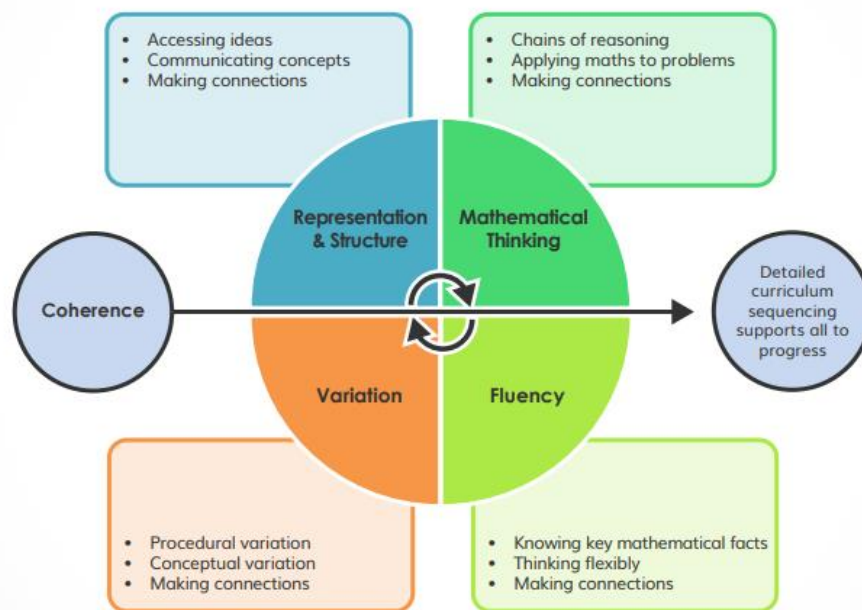 • Accessing ideas
• Communicating concepts
• Making connections
• Chains of reasoning
• Applying maths to problems
• Making connections
Representation
& Structure
Mathematical
Thinking
Coherence
Detailed
curriculum
sequencing
supports all to
progress
Variation
Fluency
• Procedural variation
• Conceptual variation
• Making connections
• Knowing key mathematical facts
• Thinking flexibly
• Making connections